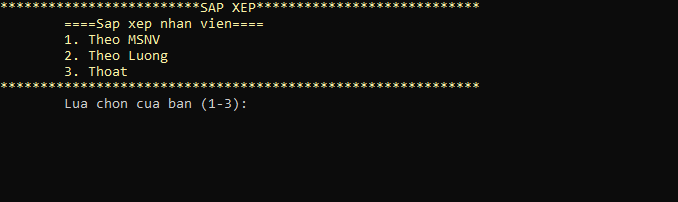 *************************SAP XEP****************************
====Sap xep nhan vien====
1. Theo MSNV
2. Theo Luong
3. Thoat
************************************************************
Lua chon cua ban (1-3):